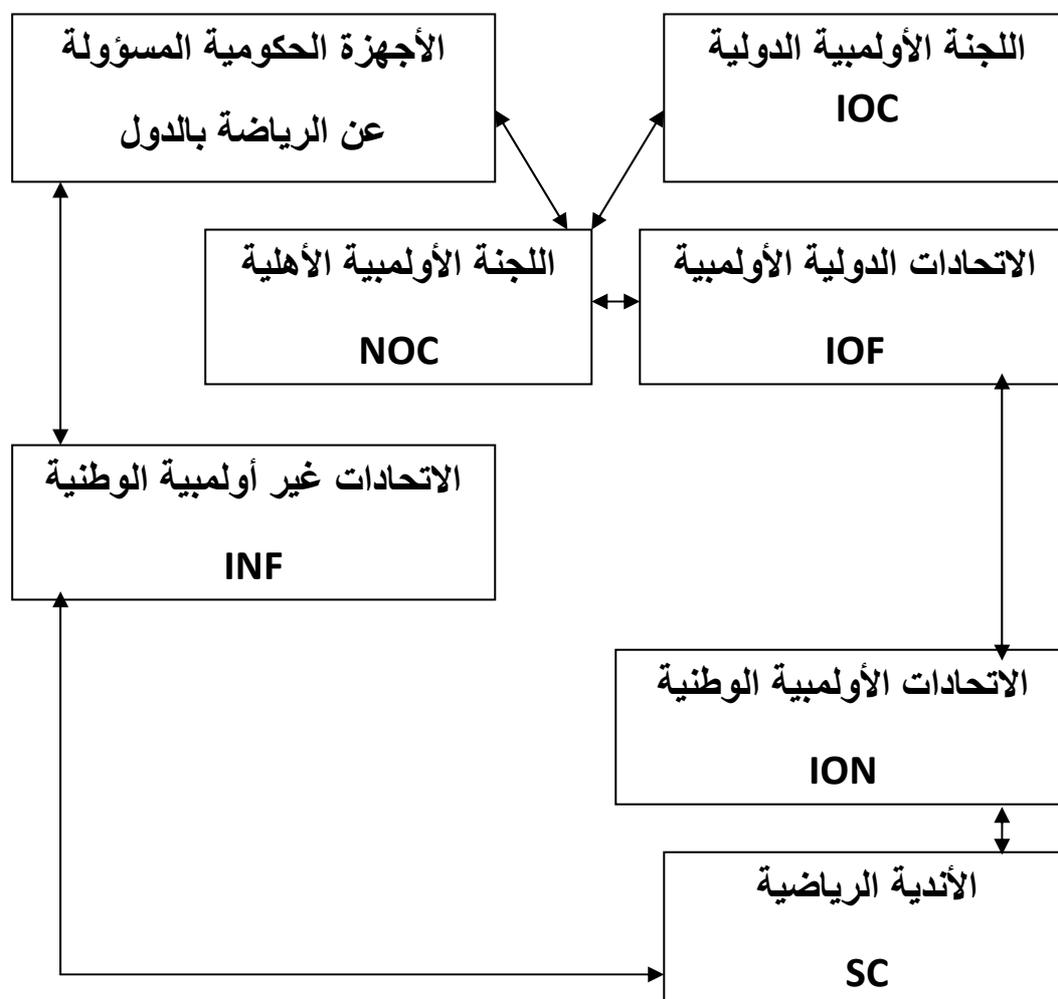 اللجنة الأولمبية الدولية
IOC
الأجهزة الحكومية المسؤولة
عن الرياضة بالدول
الاتحادات الدولية الأولمبية
IOF
اللجنة الأولمبية الأهلية
NOC
الاتحادات غير أولمبية الوطنية
INF
الاتحادات الأولمبية الوطنية
ION
الأندية الرياضية
SC